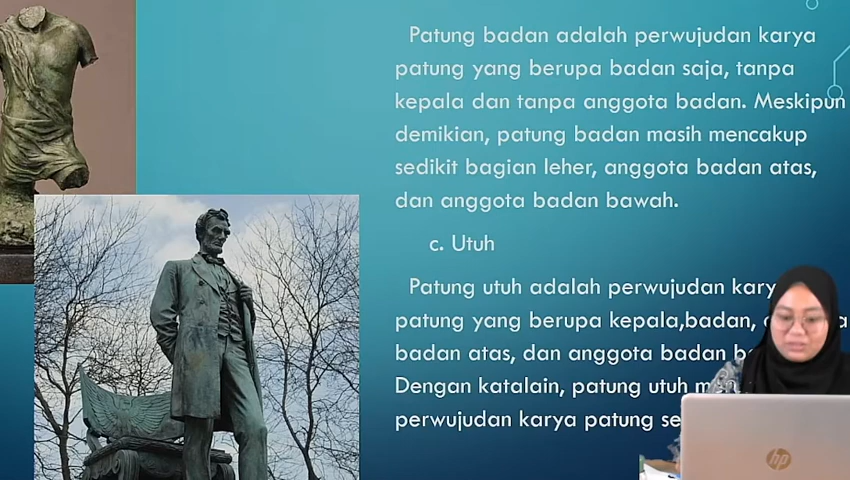 Patung badan adalah perwujudan karya
patung yang berupa badan saja, tanpa
kepala dan tanpa anggota badan. Meskipun
demikian, patung badan masih mencakup
sedikit bagian leher, anggota badan atas,
dan anggota badan bawah.
c. Utuh
Patung utuh adalah perwujudan
patung yang berupa kepala,badan,
badan atas, dan anggota badan
Dengan katalain, patung utuh
perwujudan karya patung
hp